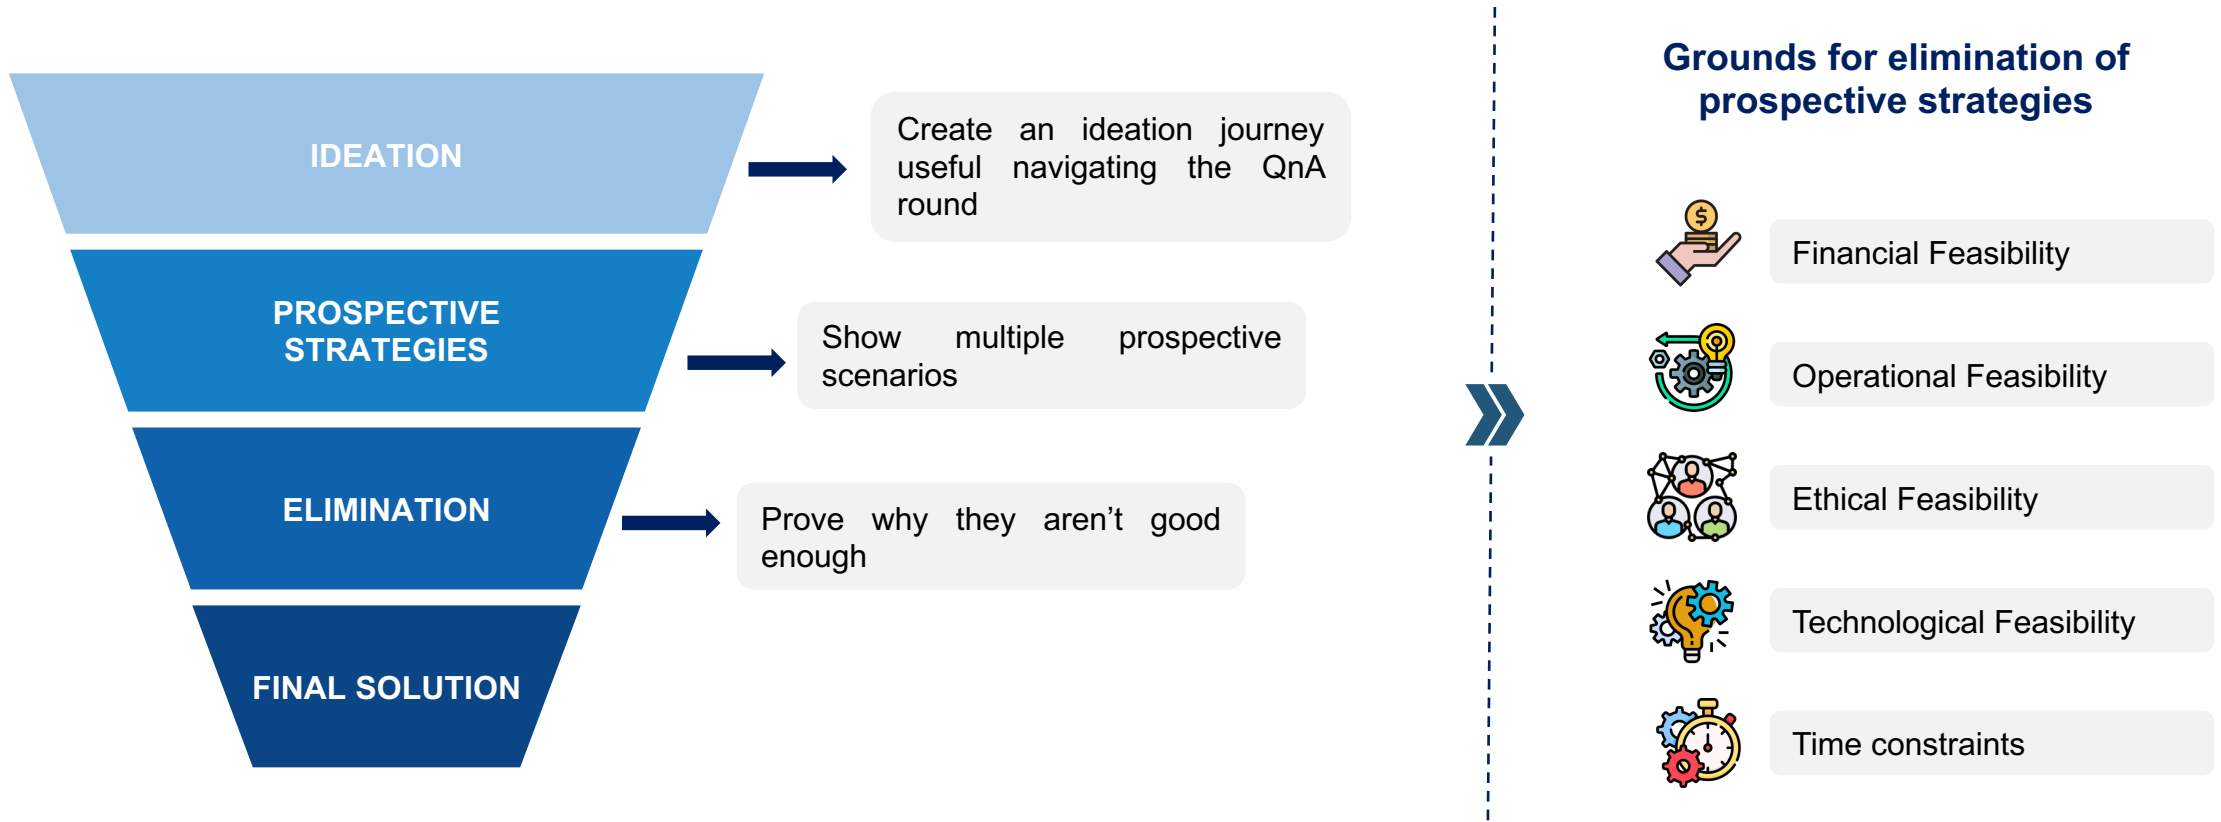 IDEATION
Create an ideation journey
useful navigating the QnA
round
PROSPECTIVE
STRATEGIES
Show multiple prospective
scenarios
ELIMINATION
Prove why they aren’t good
enough
FINAL SOLUTION
Grounds for elimination of
prospective strategies
$
Financial Feasibility
Operational Feasibility
Ethical Feasibility
Technological Feasibility
Time constraints